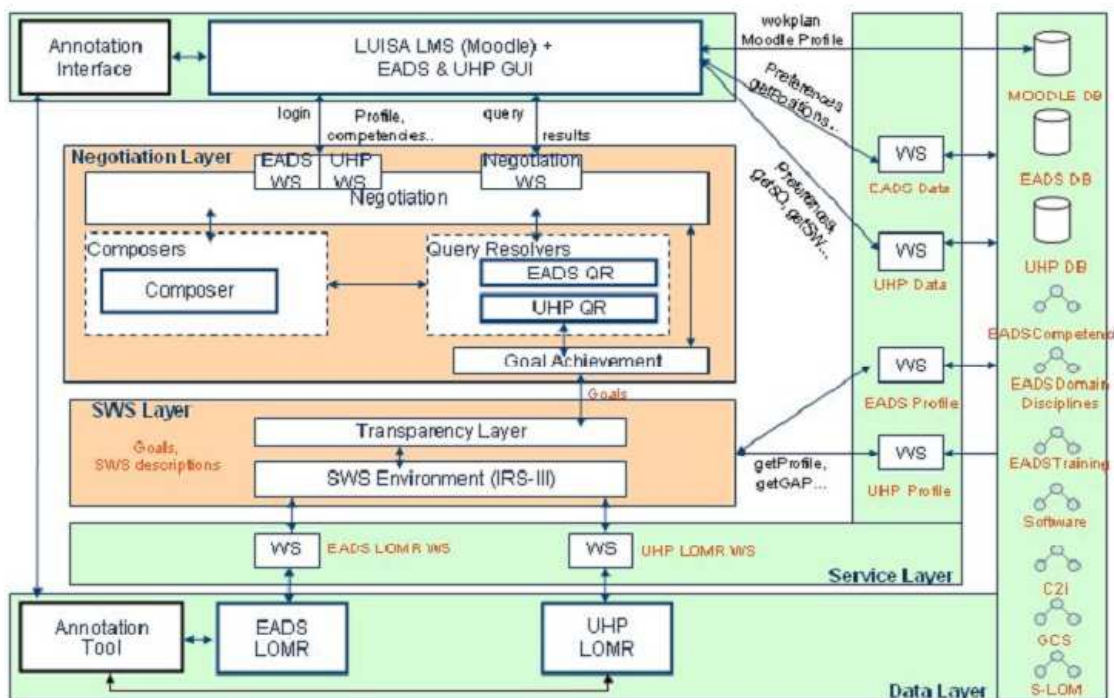 Annotation
Interface
LUISA LMS (Moodle) +
EADS & UHP GUI
wokplan
Moodle Profile
MOODLE DB
login
Profile,
competencies..
query
results
Preferences,
getPositions...
Preferences,
getSO, getSW...
Negotiation Layer
EADS
WS
UHP
WS
Negotiation
WS
Negotiation
WS
EADS Data
EADS DB
Composers
Composer
Query Resolvers
EADS QR
UHP QR
WS
UHP Data
UHP DB
EADSCompetenc
Goal Achievement
Goals
WS
EADS Profile
EADSDomain
Disciplines
SWS Layer
Goals,
SWS descriptions
Transparency Layer
SWS Environment (IRS-III)
getProfile,
getGAP...
WS
UHP Profile
EADSTraining
Software
WS
EADS LOMR WS
WS
UHP LOMR WS
Service Layer
C2I
Annotation
Tool
EADS
LOMR
UHP
LOMR
GCS
S-LOM
Data Layer